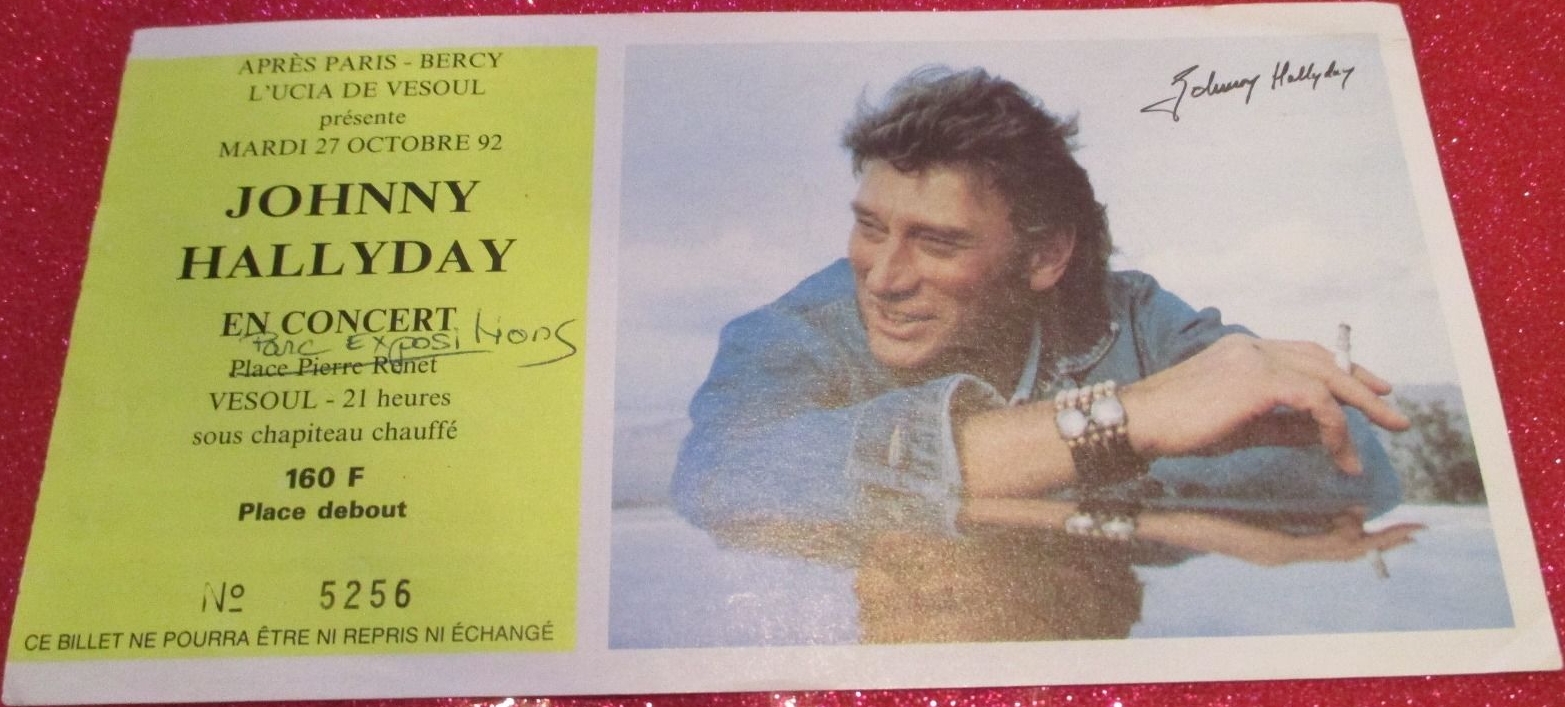 APRÈS PARIS - BERCY
L'UCIA DE VESOUL
présente
MARDI 27 OCTOBRE 92
JOHNNY
HALLYDAY
EN CONCERT
Parc Expositions
Place Pierre Renet
VESOUL - 21 heures
sous chapiteau chauffé
160 F
Place debout
Nº 5256
CE BILLET NE POURRA ÊTRE NI REPRIS NI ÉCHANGÉ
Johnny Hallyday